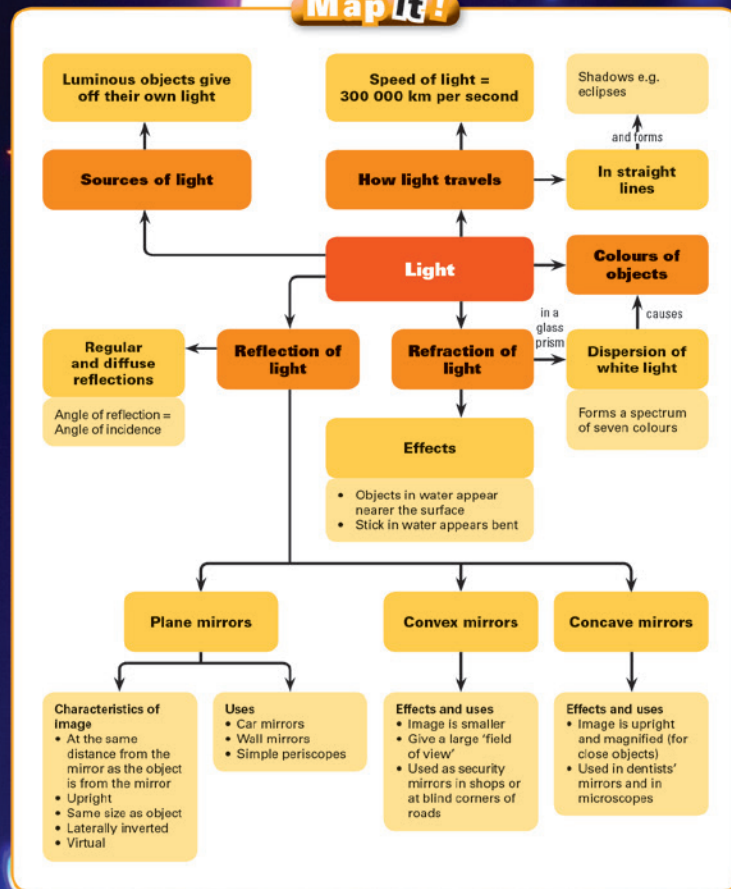 Map it!
Luminous objects give
off their own light
Speed of light =
300 000 km per second
Shadows e.g.
eclipses
and forms
Sources of light
How light travels
In straight
lines
Light
Colours of
objects
in a
glass
prism
causes
Regular
and diffuse
reflections
Reflection of
light
Refraction of
light
Dispersion of
white light
Angle of reflection =
Angle of incidence
Forms a spectrum
of seven colours
Effects
• Objects in water appear
nearer the surface
• Stick in water appears bent
Plane mirrors
Convex mirrors
Concave mirrors
Characteristics of
image
• At the same
distance from the
mirror as the object
is from the mirror
• Upright
• Same size as object
• Laterally inverted
• Virtual
Uses
• Car mirrors
• Wall mirrors
• Simple periscopes
Effects and uses
• Image is smaller
• Give a large ‘field
of view’
• Used as security
mirrors in shops or
at blind corners of
roads
Effects and uses
• Image is upright
and magnified (for
close objects)
• Used in dentists’
mirrors and in
microscopes